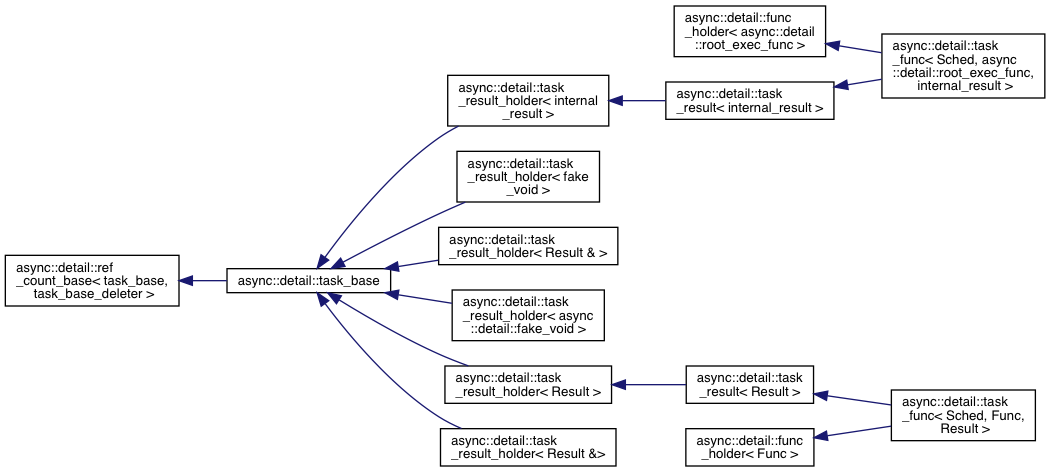 async::detail::func
_holder< async::detail
::root_exec_func >
async::detail::task
_func< Sched, async
::detail::root_exec_func,
internal_result >
async::detail::task
_result_holder< internal
_result >
async::detail::task
_result< internal_result >
async::detail::task
_result_holder< fake
_void >
async::detail::task
_result_holder< Result & >
async::detail::ref
_count_base< task_base,
task_base_deleter >
async::detail::task_base
async::detail::task
_result_holder< async
::detail::fake_void >
async::detail::task
_result_holder< Result >
async::detail::task
_result< Result >
async::detail::task
_func< Sched, Func,
Result >
async::detail::task
_result_holder< Result &>
async::detail::func
_holder< Func >